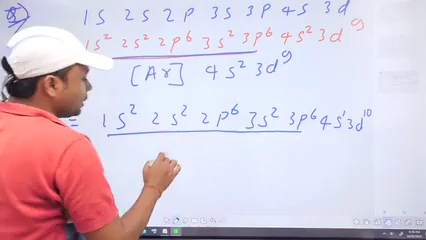 1s 2s 2p 3s 3p 4s 3d
1s² 2s² 2p⁶ 3s² 3p⁶ 4s² 3d⁹
[Ar] 4s² 3d⁹
= 1s² 2s² 2p⁶ 3s² 3p⁶ 4s¹ 3d¹⁰